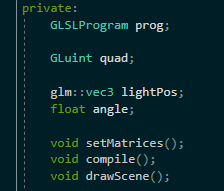 private:
GLSLProgram prog;
GLuint quad;
glm::vec3 lightPos;
float angle;
void setMatrices();
void compile();
void drawScene();